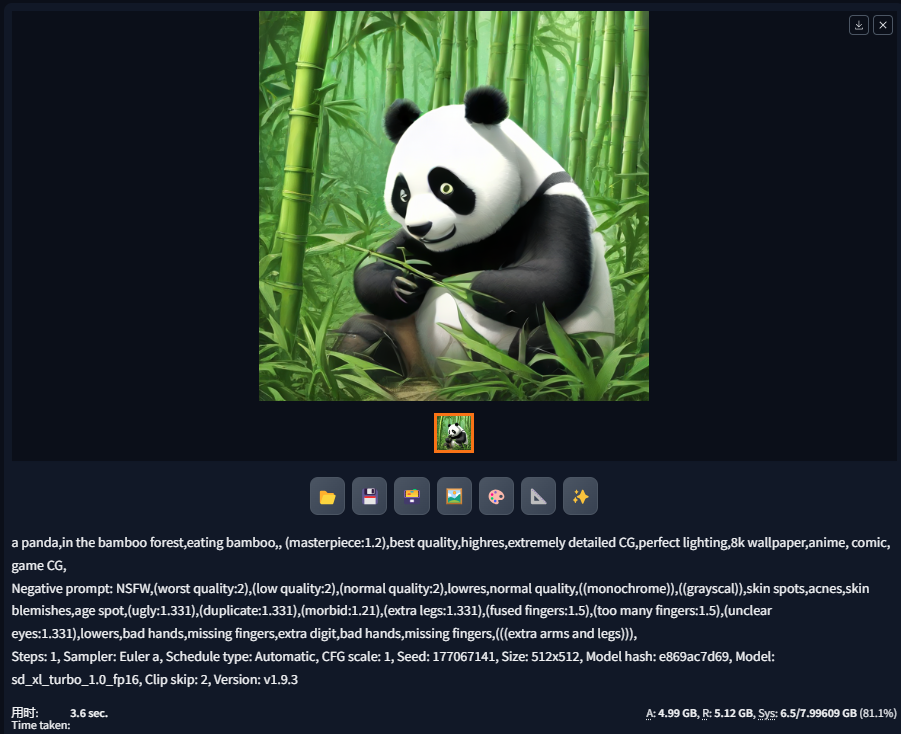 a panda,in the bamboo forest,eating bamboo,, (masterpiece:1.2),best quality,highres,extremely detailed CG,perfect lighting,8k wallpaper,anime, comic,
game CG,
Negative prompt: NSFW,(worst quality:2),(low quality:2),(normal quality:2),lowres,normal quality,((monochrome)),((grayscal)),skin spots,acnes,skin
blemishes,age spot,(ugly:1.331),(duplicate:1.331),(morbid:1.21),(extra legs:1.331),(fused fingers:1.5),(too many fingers:1.5),(unclear
eyes:1.331),lowers,bad hands,missing fingers,extra digit,bad hands,missing fingers,(((extra arms and legs))),
Steps: 1, Sampler: Euler a, Schedule type: Automatic, CFG scale: 1, Seed: 177067141, Size: 512x512, Model hash: e869ac7d69, Model:
sd_xl_turbo_1.0_fp16, Clip skip: 2, Version: v1.9.3
用时: 3.6 sec. A: 4.99 GB, R: 5.12 GB, Sys: 6.5/7.99609 GB (81.1%)
Time taken: